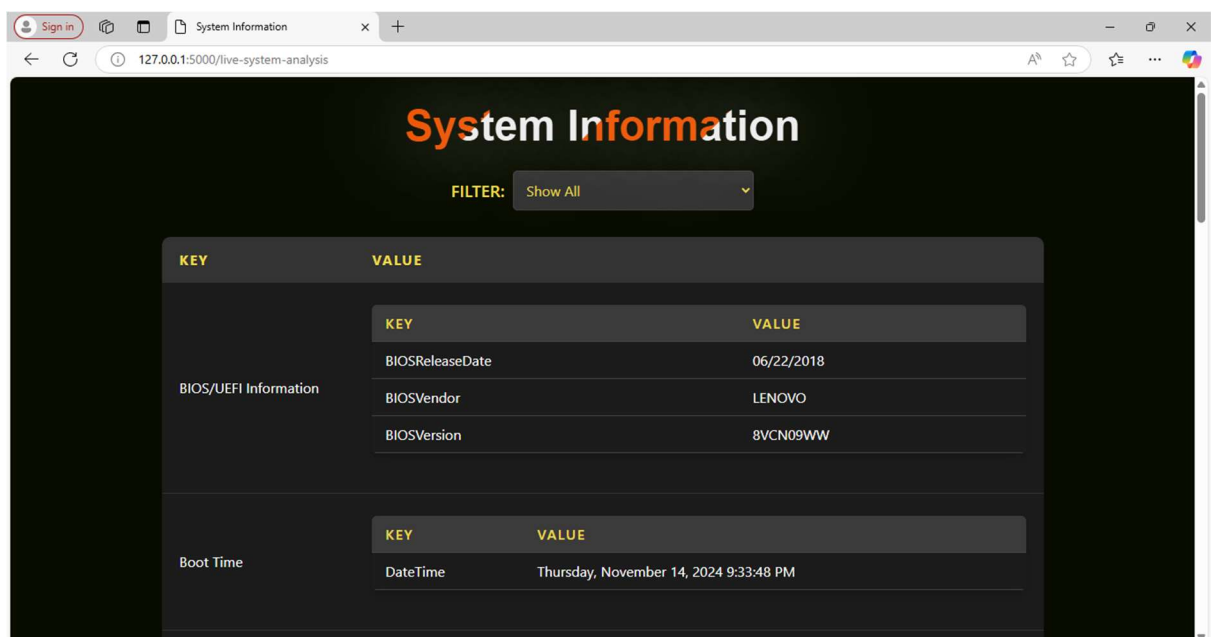 Sign in
System Information
127.0.0.1:5000/live-system-analysis
System Information
FILTER: Show All
KEY VALUE
BIOS/UEFI Information
KEY VALUE
BIOSReleaseDate 06/22/2018
BIOSVendor LENOVO
BIOSVersion 8VCN09WW
Boot Time
KEY VALUE
DateTime Thursday, November 14, 2024 9:33:48 PM